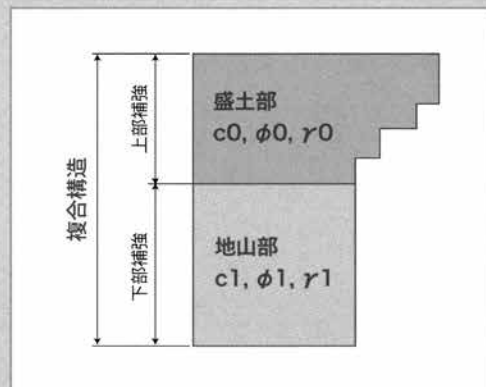 複合構造
上部補強
下部補強
盛土部
c0, φ0, γ0
地山部
c1, φ1, γ1